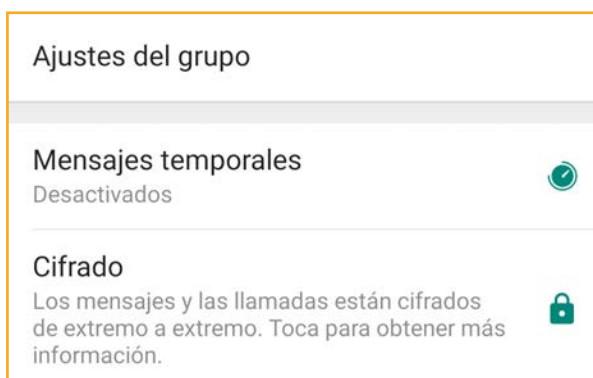 Ajustes del grupo
Mensajes temporales
Desactivados
Cifrado
Los mensajes y las llamadas están cifrados
de extremo a extremo. Toca para obtener más
información.